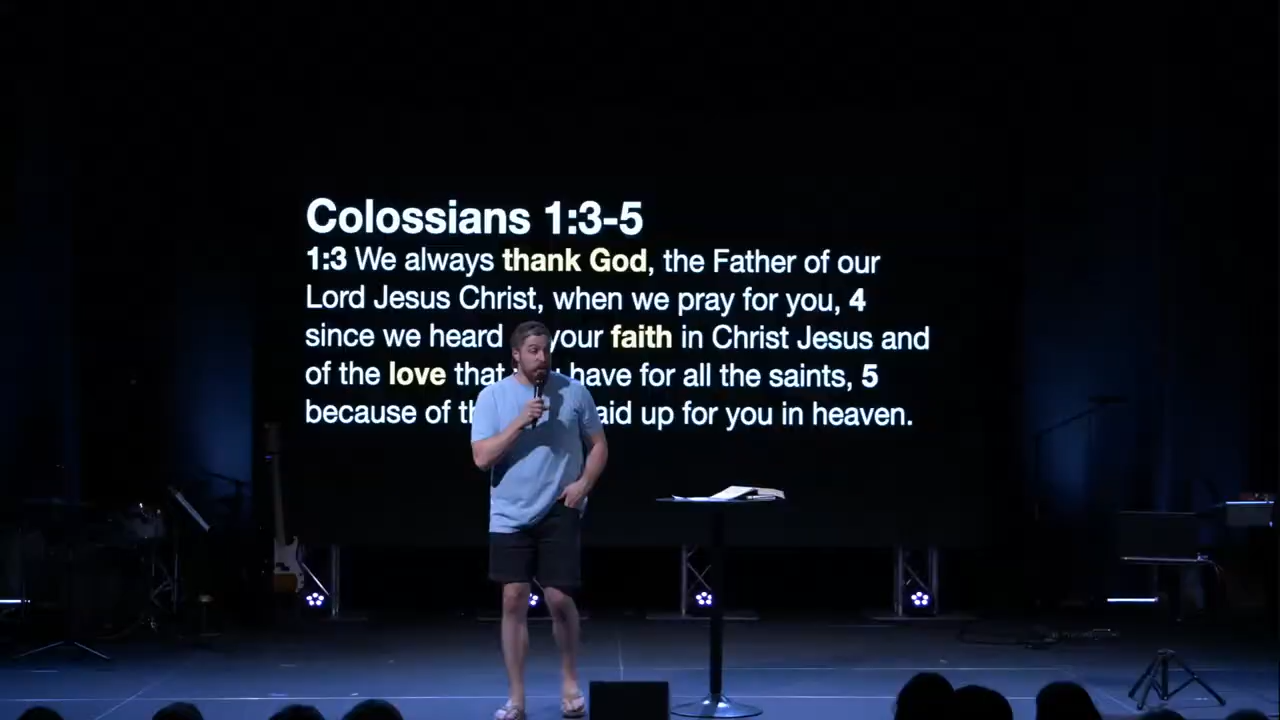 Colossians 1:3-5
1:3 We always thank God, the Father of our
Lord Jesus Christ, when we pray for you, 4
since we heard your faith in Christ Jesus and
of the love that have for all the saints, 5
because of up for you in heaven.